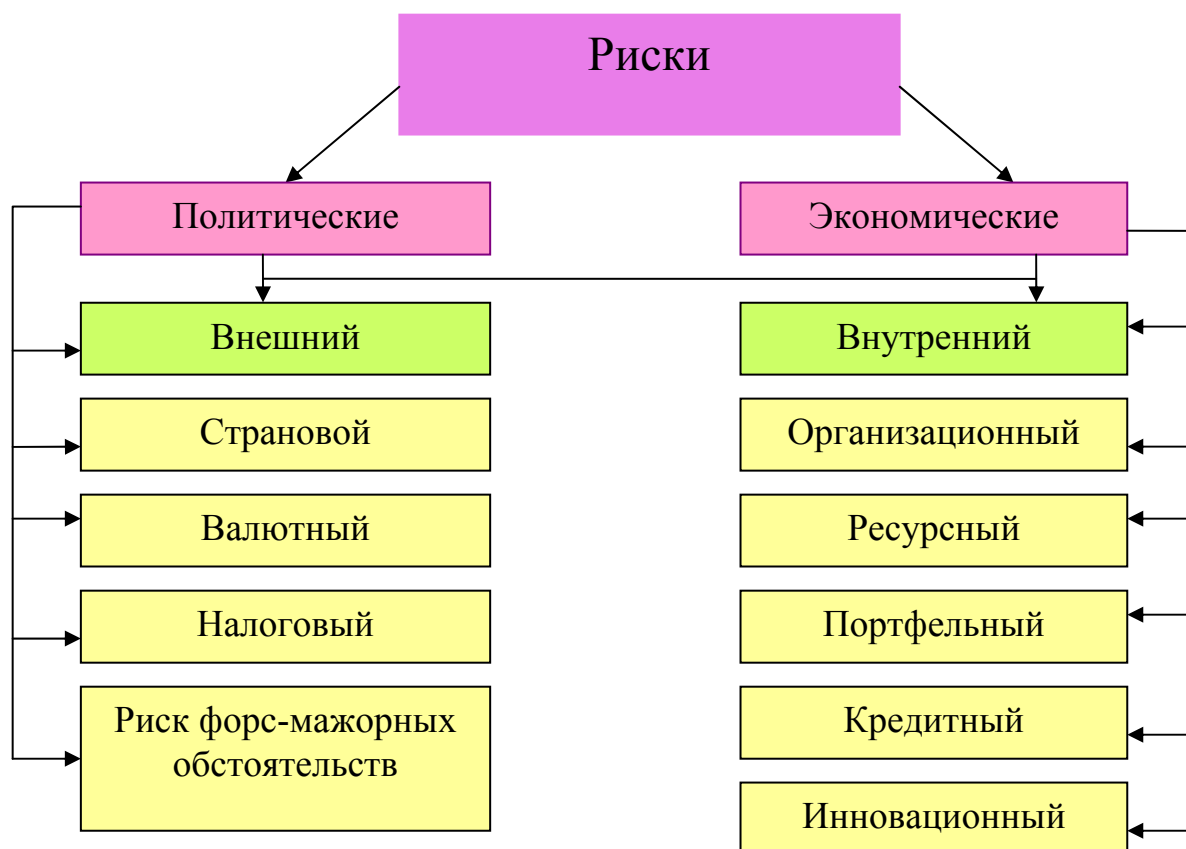 Риски
Политические
Экономические
Внешний
Внутренний
Страновой
Организационный
Валютный
Ресурсный
Налоговый
Портфельный
Риск форс-мажорных
обстоятельств
Кредитный
Инновационный